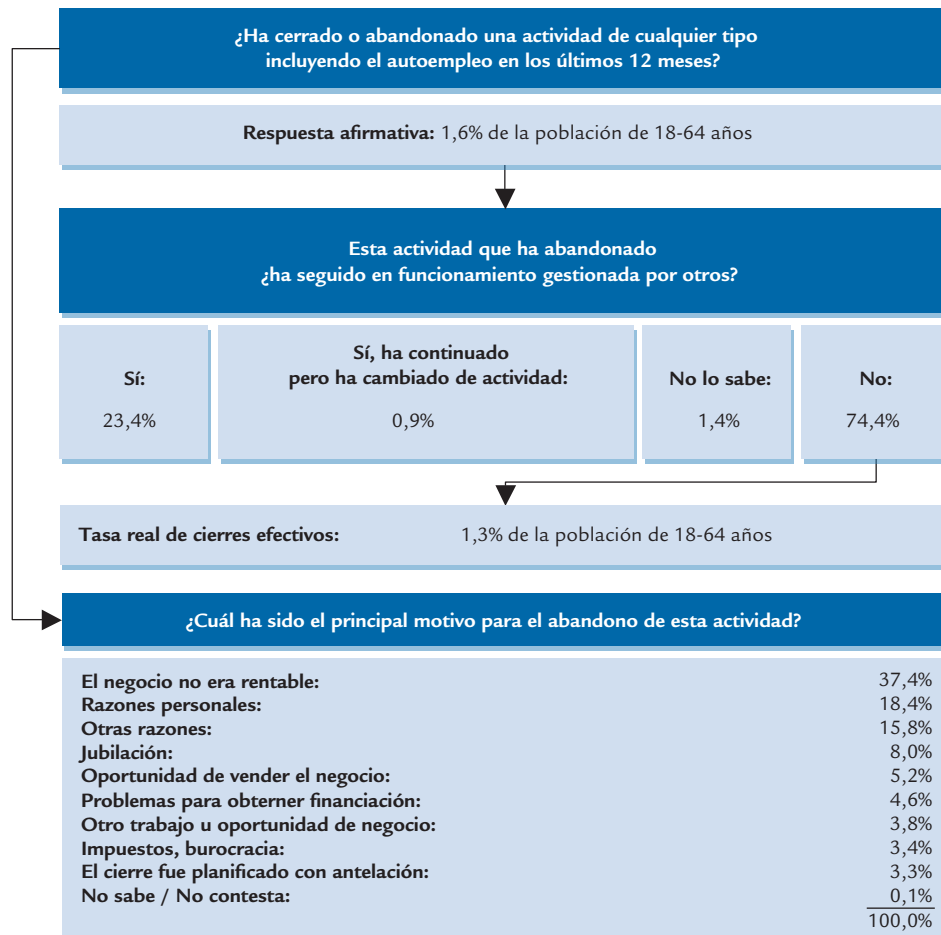 ¿Ha cerrado o abandonado una actividad de cualquier tipo
incluyendo el autoempleo en los últimos 12 meses?
Respuesta afirmativa: 1,6% de la población de 18-64 años
Esta actividad que ha abandonado
¿ha seguido en funcionamiento gestionada por otros?
Sí:
23,4%
Sí, ha continuado
pero ha cambiado de actividad:
0,9%
No lo sabe:
1,4%
No:
74,4%
Tasa real de cierres efectivos: 1,3% de la población de 18-64 años
¿Cuál ha sido el principal motivo para el abandono de esta actividad?
El negocio no era rentable: 37,4%
Razones personales: 18,4%
Otras razones: 15,8%
Jubilación: 8,0%
Oportunidad de vender el negocio: 5,2%
Problemas para obterner financiación: 4,6%
Otro trabajo u oportunidad de negocio: 3,8%
Impuestos, burocracia: 3,4%
El cierre fue planificado con antelación: 3,3%
No sabe / No contesta: 0,1%
100,0%